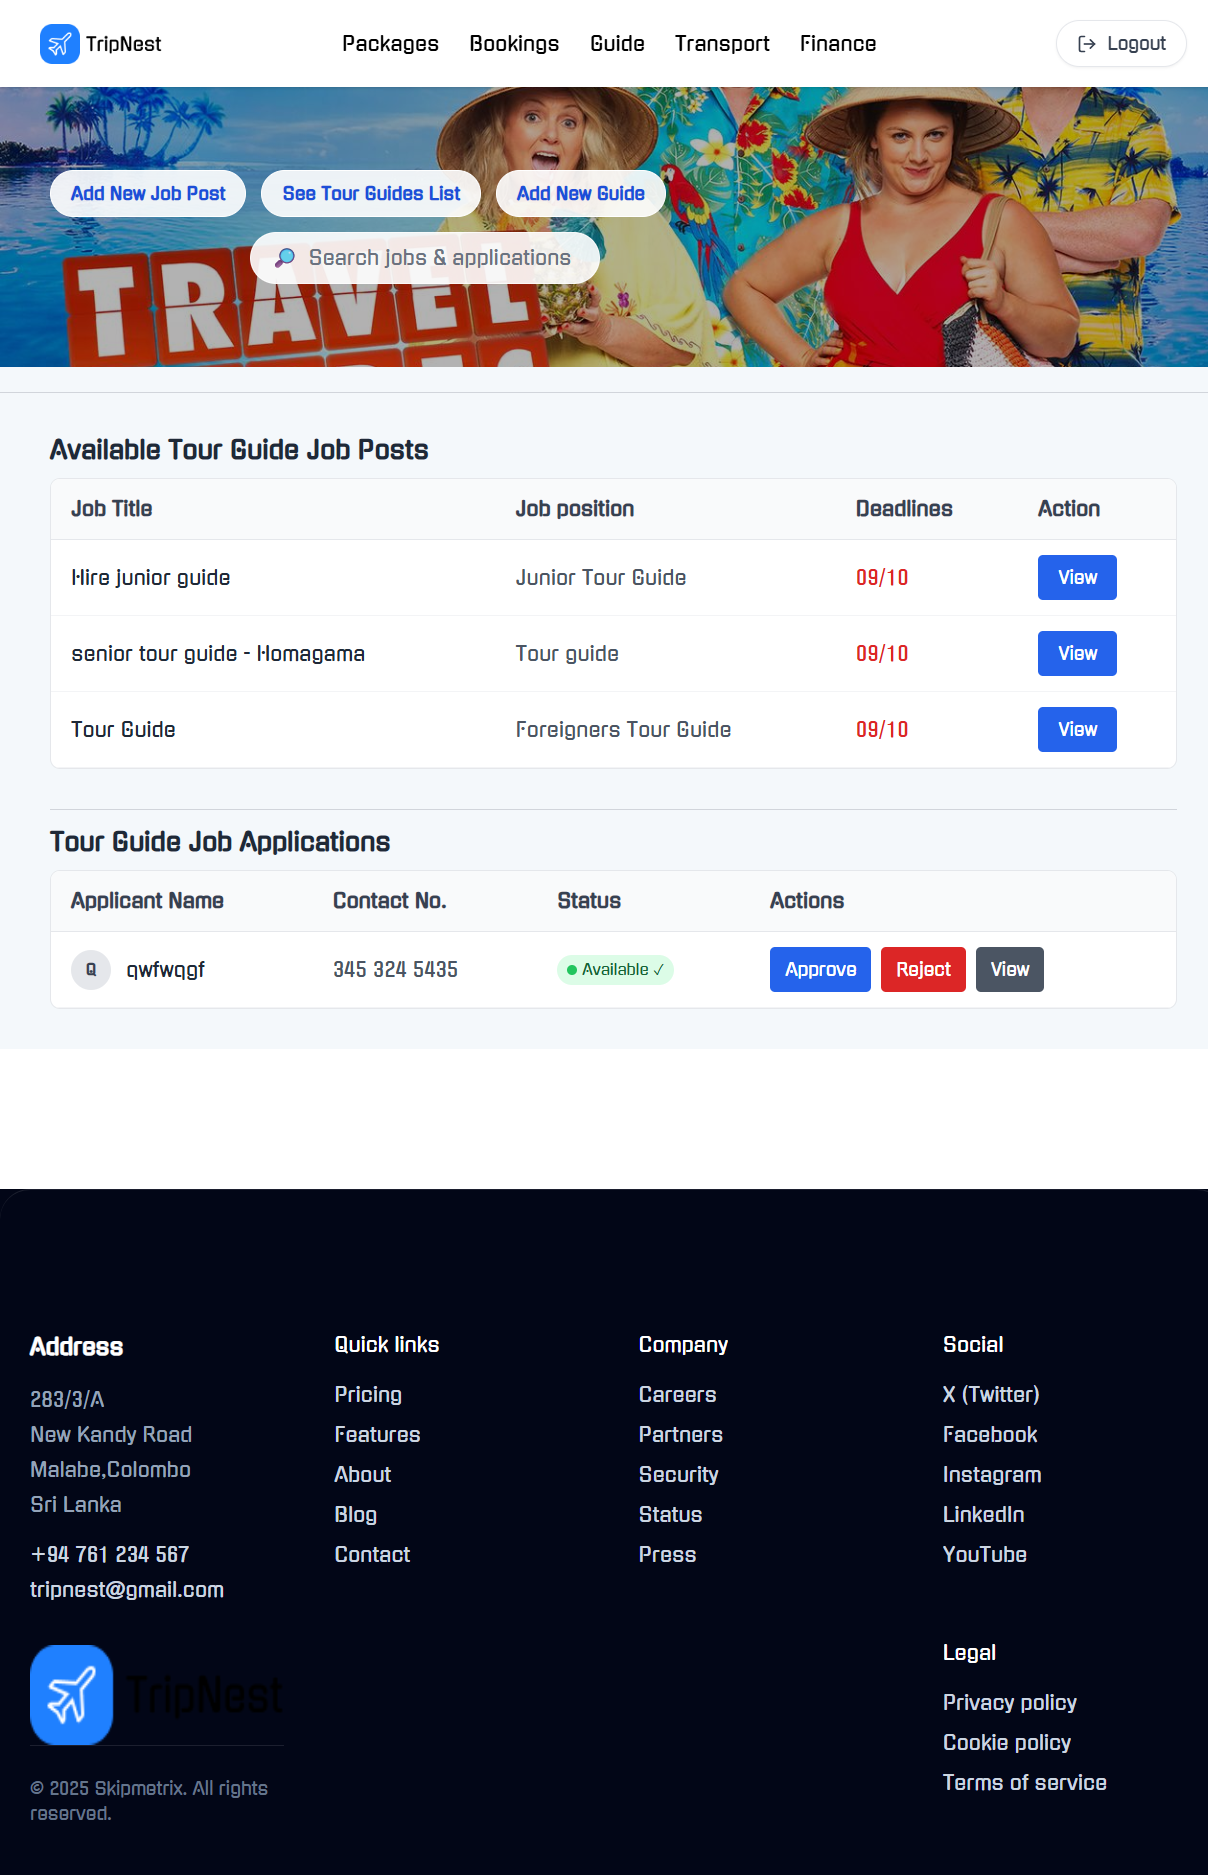 TripNest
Packages Bookings Guide Transport Finance
Logout
Add New Job Post See Tour Guides List Add New Guide
Search jobs & applications
TRAVEL
Available Tour Guide Job Posts
Job Title Job position Deadlines Action
Hire junior guide Junior Tour Guide 09/10 View
senior tour guide - Homagama Tour guide 09/10 View
Tour Guide Foreigners Tour Guide 09/10 View
Tour Guide Job Applications
Applicant Name Contact No. Status Actions
Q qwfwqgf 345 324 5435 Available ✓ Approve Reject View
Address
283/3/A
New Kandy Road
Malabe,Colombo
Sri Lanka
+94 761 234 567
tripnest@gmail.com
TripNest
© 2025 Skipmetrix. All rights
reserved.
Quick links
Pricing
Features
About
Blog
Contact
Company
Careers
Partners
Security
Status
Press
Social
X (Twitter)
Facebook
Instagram
LinkedIn
YouTube
Legal
Privacy policy
Cookie policy
Terms of service